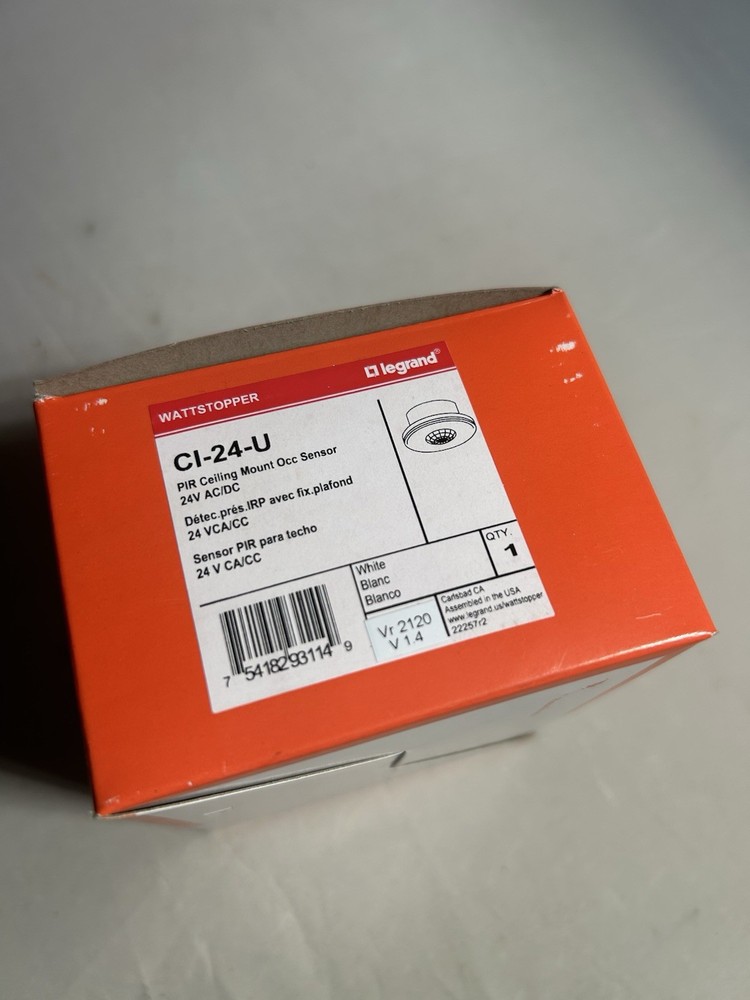 WATTSTOPPER
legrand®
CI-24-U
PIR Ceiling Mount Occ Sensor
24V AC/DC
Détec.prés.IRP avec fix.plafond
24 VCA/CC
Sensor PIR para techo
24 V CA/CC
White
Blanc
Blanco
QTY.
1
Vr 2120
V 1.4
Carlsbad CA
Assembled in the USA
www.legrand.us/wattstopper
22257r2
7 54182 93114 9